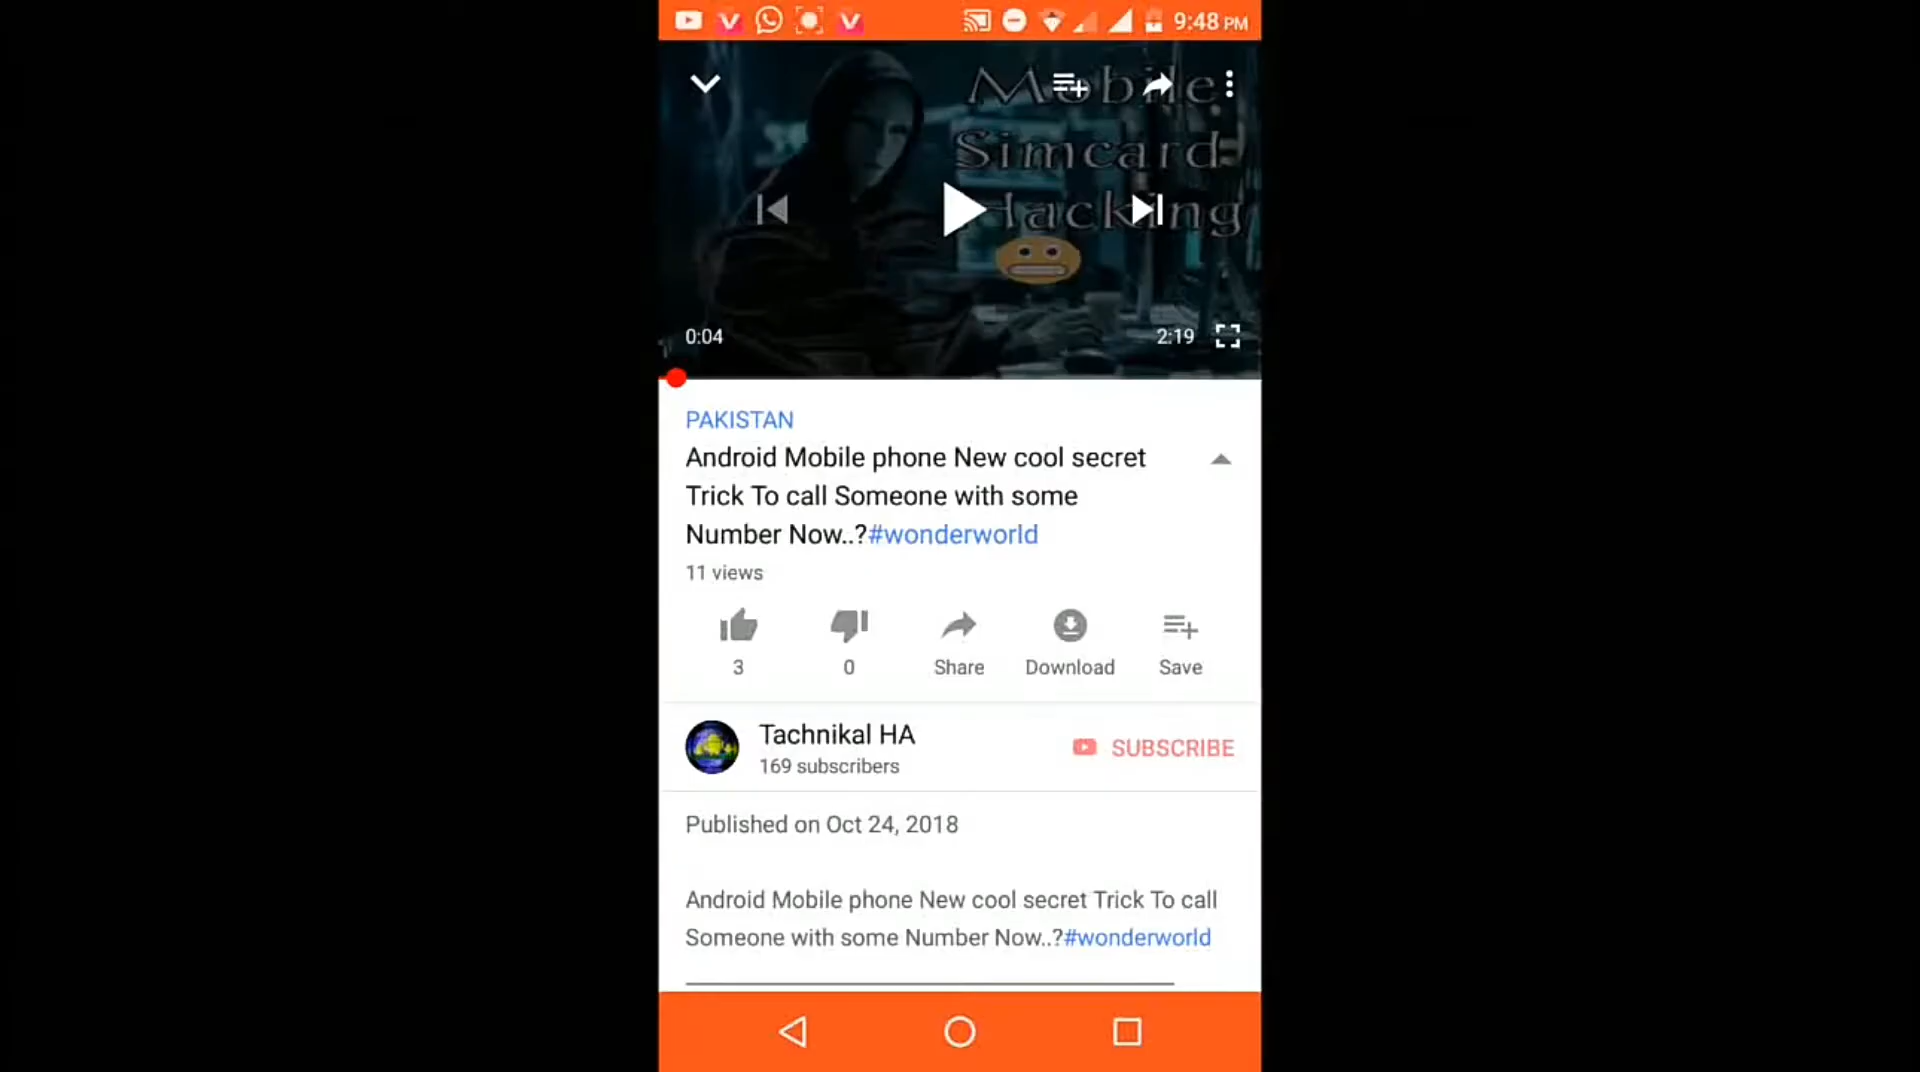 9:48 PM
Mobile
Simcard
Hacking
0:04
2:19
PAKISTAN
Android Mobile phone New cool secret
Trick To call Someone with some
Number Now..?#wonderworld
11 views
3
0
Share
Download
Save
Tachnikal HA
169 subscribers
SUBSCRIBE
Published on Oct 24, 2018
Android Mobile phone New cool secret Trick To call
Someone with some Number Now..?#wonderworld